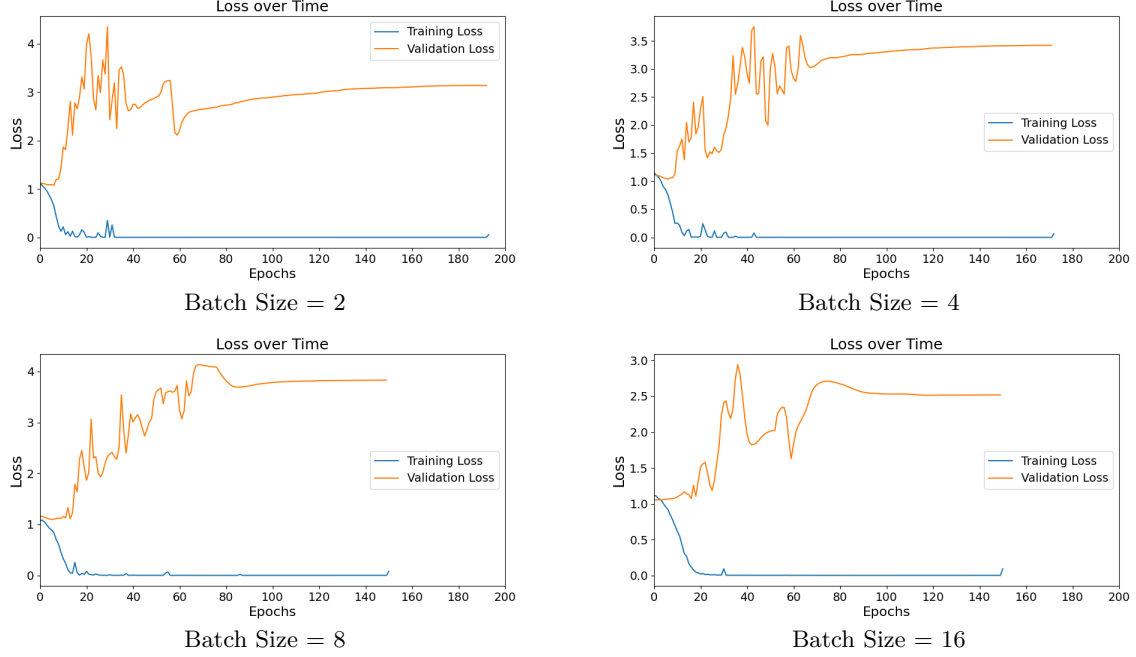 Loss over Time
Loss
4
3
2
1
0
Training Loss
Validation Loss
0 20 40 60 80 100 120 140 160 180 200
Epochs
Batch Size = 2
Loss over Time
Loss
3.5
3.0
2.5
2.0
1.5
1.0
0.5
0.0
Training Loss
Validation Loss
0 20 40 60 80 100 120 140 160 180 200
Epochs
Batch Size = 4
Loss over Time
Loss
4
3
2
1
0
Training Loss
Validation Loss
0 20 40 60 80 100 120 140 160 180 200
Epochs
Batch Size = 8
Loss over Time
Loss
3.0
2.5
2.0
1.5
1.0
0.5
0.0
Training Loss
Validation Loss
0 20 40 60 80 100 120 140 160 180 200
Epochs
Batch Size = 16